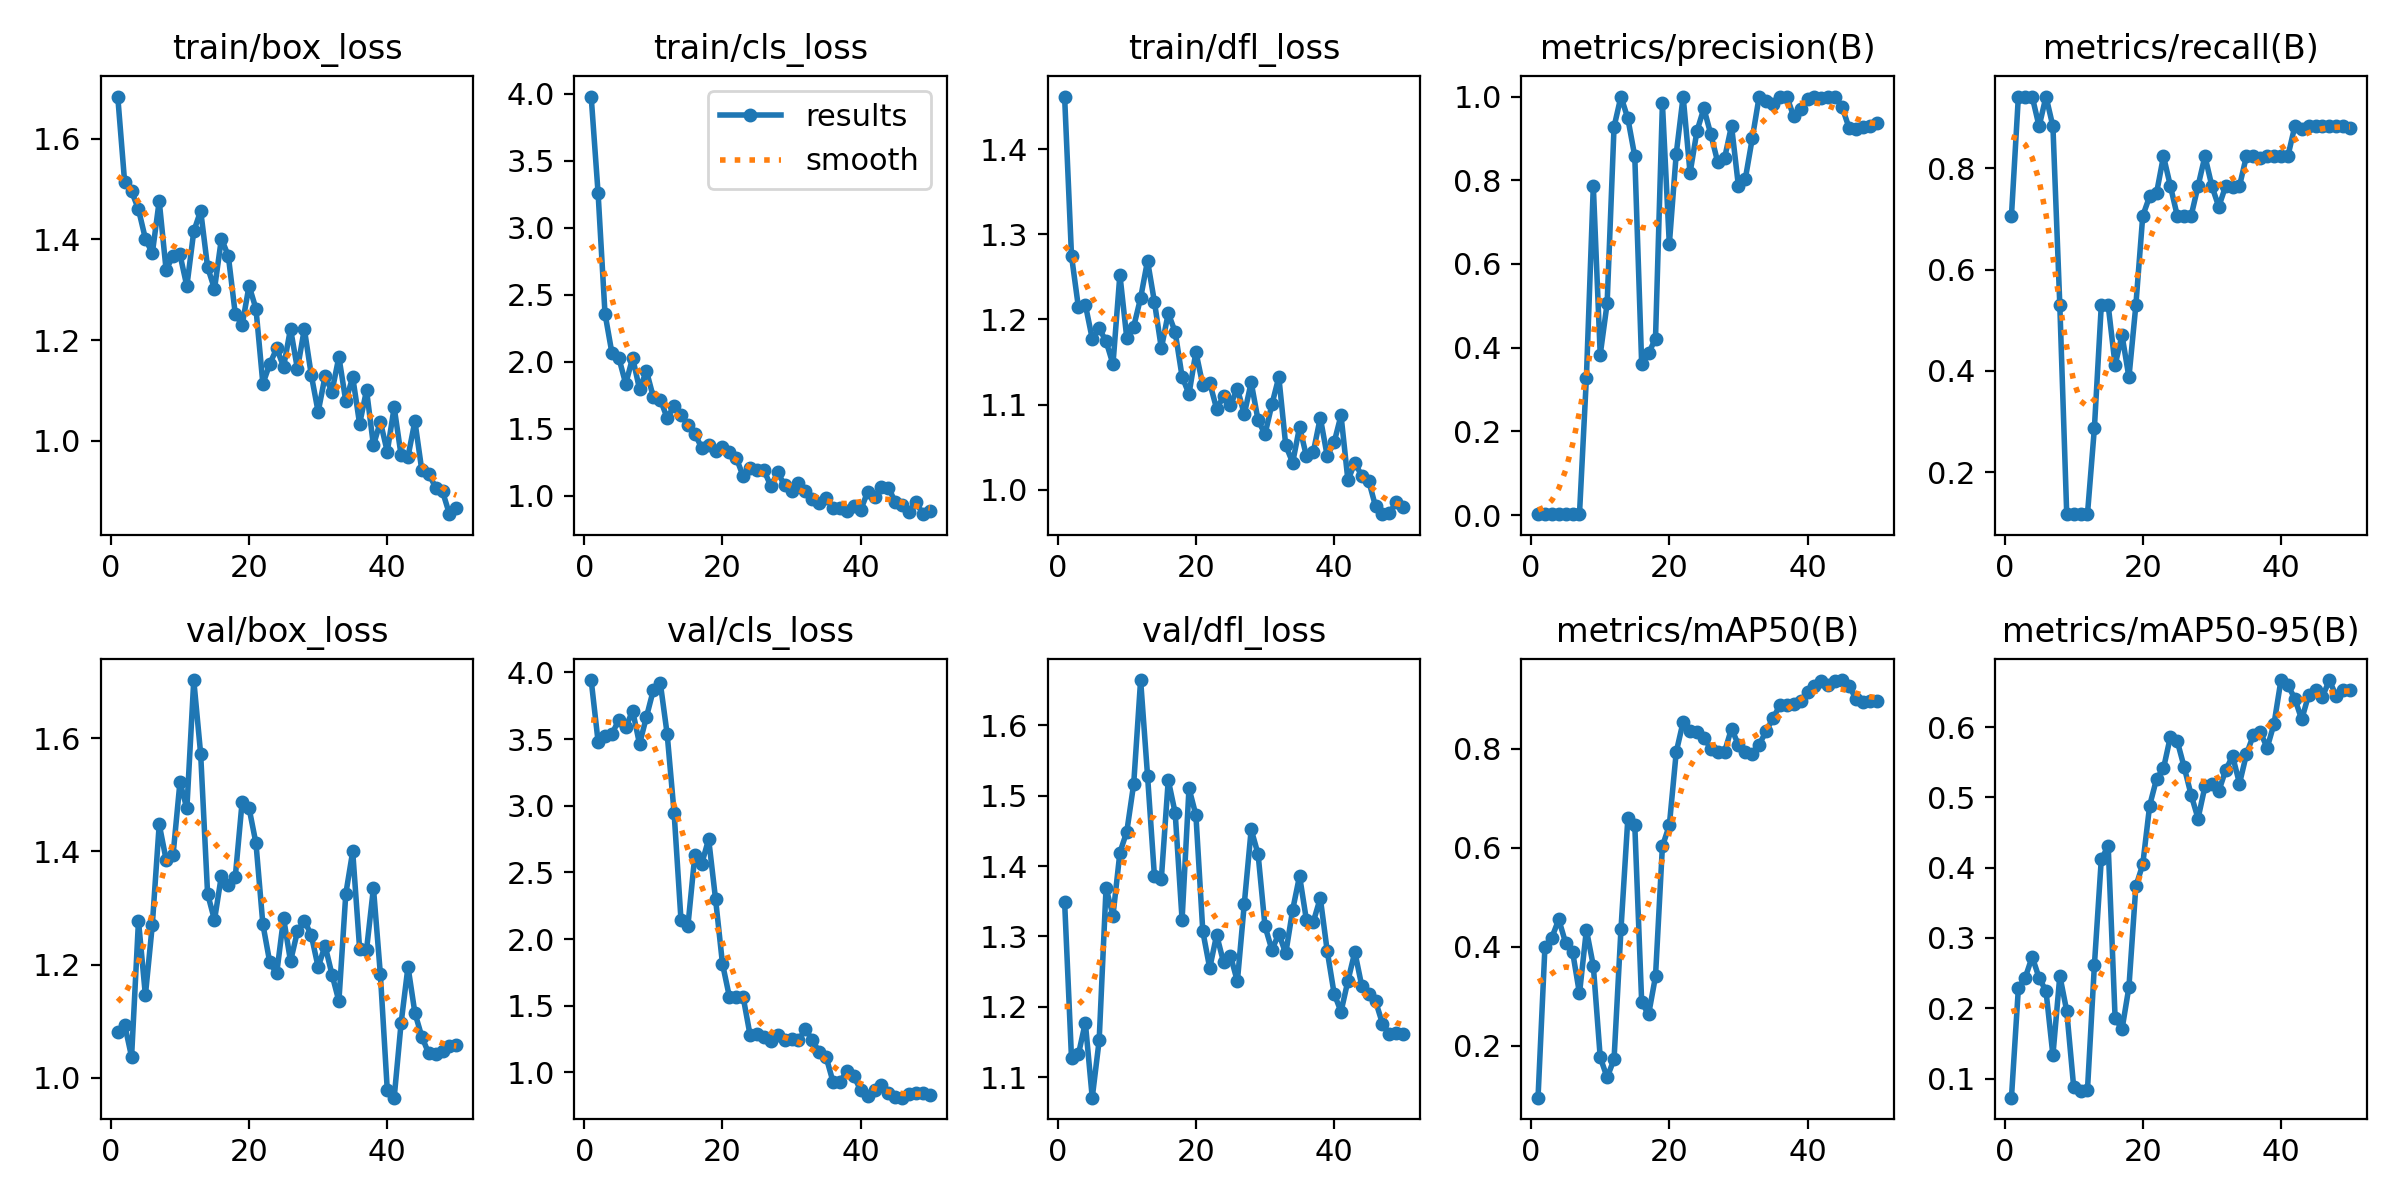 train/box_loss
1.6
1.4
1.2
1.0
0 20 40
train/cls_loss
results
smooth
4.0
3.5
3.0
2.5
2.0
1.5
1.0
0 20 40
train/dfl_loss
1.4
1.3
1.2
1.1
1.0
0 20 40
metrics/precision(B)
1.0
0.8
0.6
0.4
0.2
0.0
0 20 40
metrics/recall(B)
0.8
0.6
0.4
0.2
0 20 40
val/box_loss
1.6
1.4
1.2
1.0
0 20 40
val/cls_loss
4.0
3.5
3.0
2.5
2.0
1.5
1.0
0 20 40
val/dfl_loss
1.6
1.5
1.4
1.3
1.2
1.1
0 20 40
metrics/mAP50(B)
0.8
0.6
0.4
0.2
0 20 40
metrics/mAP50-95(B)
0.6
0.5
0.4
0.3
0.2
0.1
0 20 40